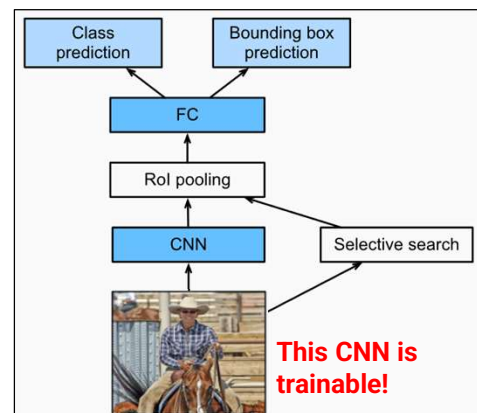 Class
prediction
Bounding box
prediction
FC
RoI pooling
CNN
Selective search
This CNN is
trainable!